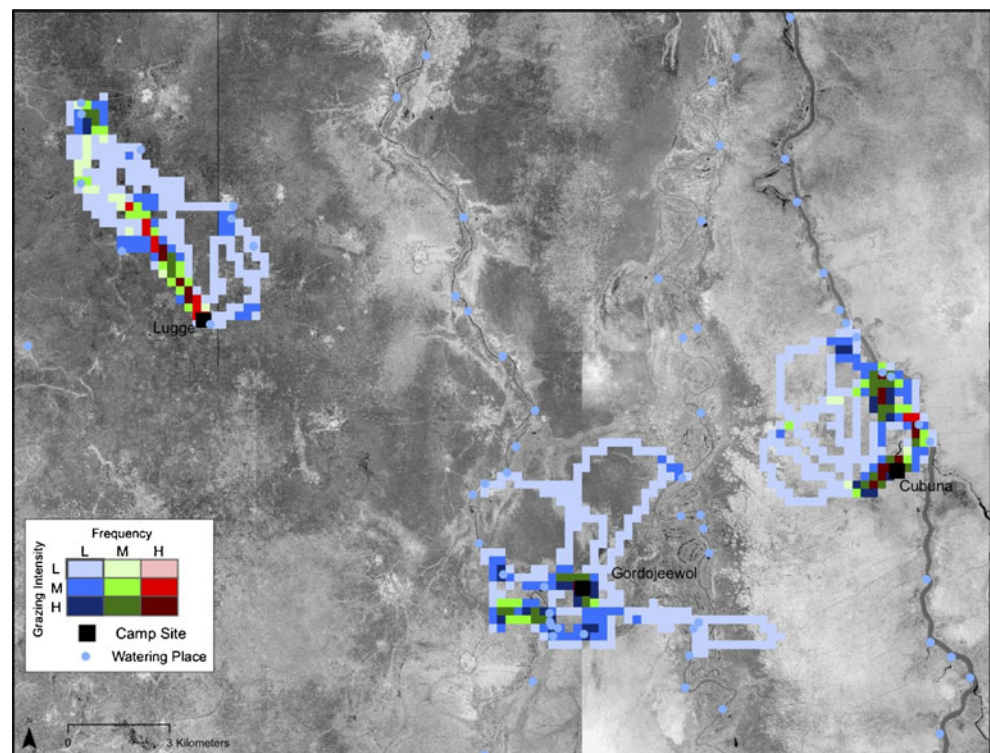 Lugge
Cubuna
Gordojeewol
Frequency
L M H
Grazing Intensity
L
M
H
Camp Site
Watering Place
N
0 3 Kilometers